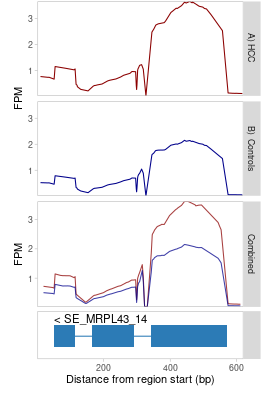 3
2
1
A) HCC
FPM
3
2
1
B) Controls
3
2
1
FPM
Combined
< SE_MRPL43_14
200
400
600
Distance from region start (bp)